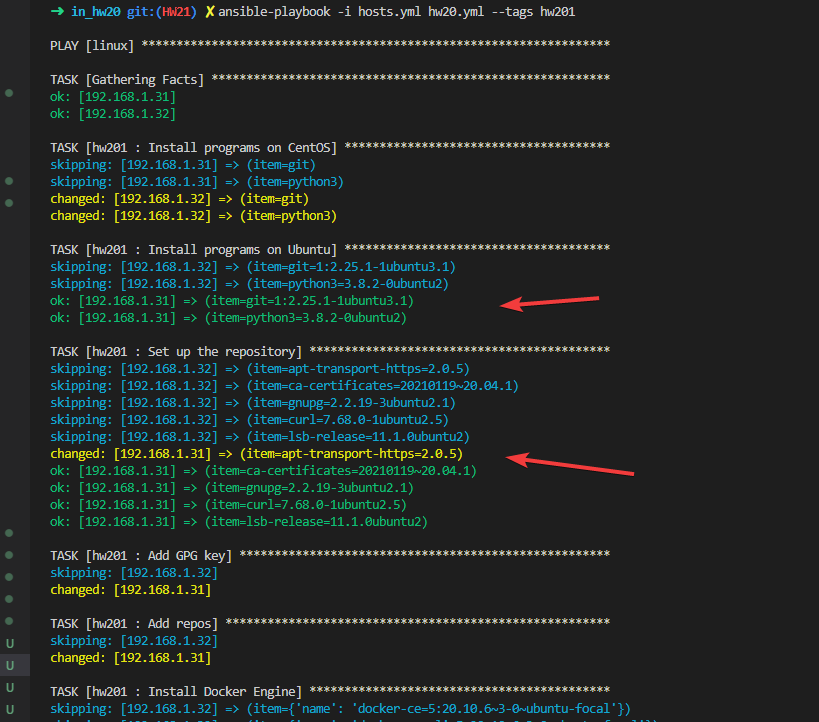 → in_hw20 git:(HW21) ✗ ansible-playbook -i hosts.yml hw20.yml --tags hw201
PLAY [linux] *******************************************************************
TASK [Gathering Facts] *********************************************************
ok: [192.168.1.31]
ok: [192.168.1.32]
TASK [hw201 : Install programs on CentOS] **************************************
skipping: [192.168.1.31] => (item=git)
skipping: [192.168.1.31] => (item=python3)
changed: [192.168.1.32] => (item=git)
changed: [192.168.1.32] => (item=python3)
TASK [hw201 : Install programs on Ubuntu] **************************************
skipping: [192.168.1.32] => (item=git=1:2.25.1-1ubuntu3.1)
skipping: [192.168.1.32] => (item=python3=3.8.2-0ubuntu2)
ok: [192.168.1.31] => (item=git=1:2.25.1-1ubuntu3.1)
ok: [192.168.1.31] => (item=python3=3.8.2-0ubuntu2)
TASK [hw201 : Set up the repository] *******************************************
skipping: [192.168.1.32] => (item=apt-transport-https=2.0.5)
skipping: [192.168.1.32] => (item=ca-certificates=20210119~20.04.1)
skipping: [192.168.1.32] => (item=gnupg=2.2.19-3ubuntu2.1)
skipping: [192.168.1.32] => (item=curl=7.68.0-1ubuntu2.5)
skipping: [192.168.1.32] => (item=lsb-release=11.1.0ubuntu2)
changed: [192.168.1.31] => (item=apt-transport-https=2.0.5)
ok: [192.168.1.31] => (item=ca-certificates=20210119~20.04.1)
ok: [192.168.1.31] => (item=gnupg=2.2.19-3ubuntu2.1)
ok: [192.168.1.31] => (item=curl=7.68.0-1ubuntu2.5)
ok: [192.168.1.31] => (item=lsb-release=11.1.0ubuntu2)
TASK [hw201 : Add GPG key] *****************************************************
skipping: [192.168.1.32]
changed: [192.168.1.31]
TASK [hw201 : Add repos] *******************************************************
U skipping: [192.168.1.32]
U changed: [192.168.1.31]
U TASK [hw201 : Install Docker Engine] *******************************************
U skipping: [192.168.1.32] => (item={'name': 'docker-ce=5:20.10.6~3-0~ubuntu-focal'})